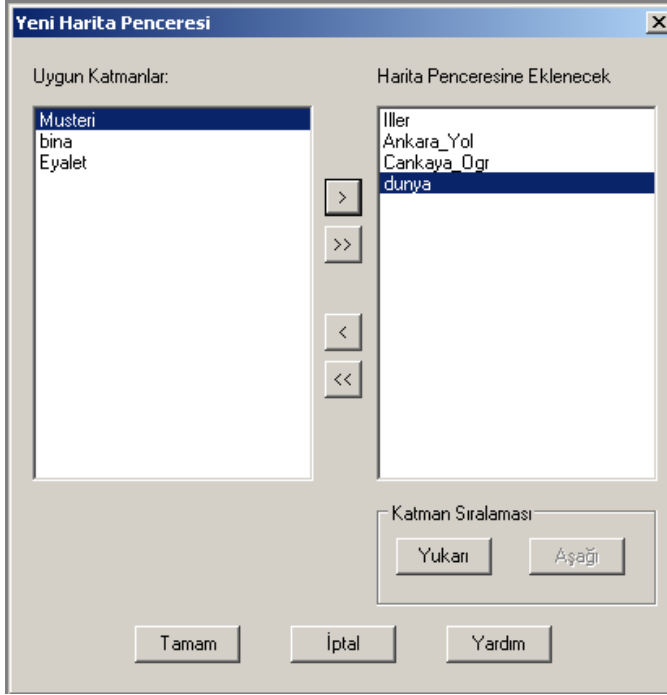 Yeni Harita Penceresi
Uygun Katmanlar:
Musteri
bina
Eyalet
>
>>
<
<<
Harita Penceresine Eklenecek
Iller
Ankara_Yol
Cankaya_Ogr
dunya
Katman Sıralaması
Yukarı
Aşağı
Tamam
İptal
Yardım